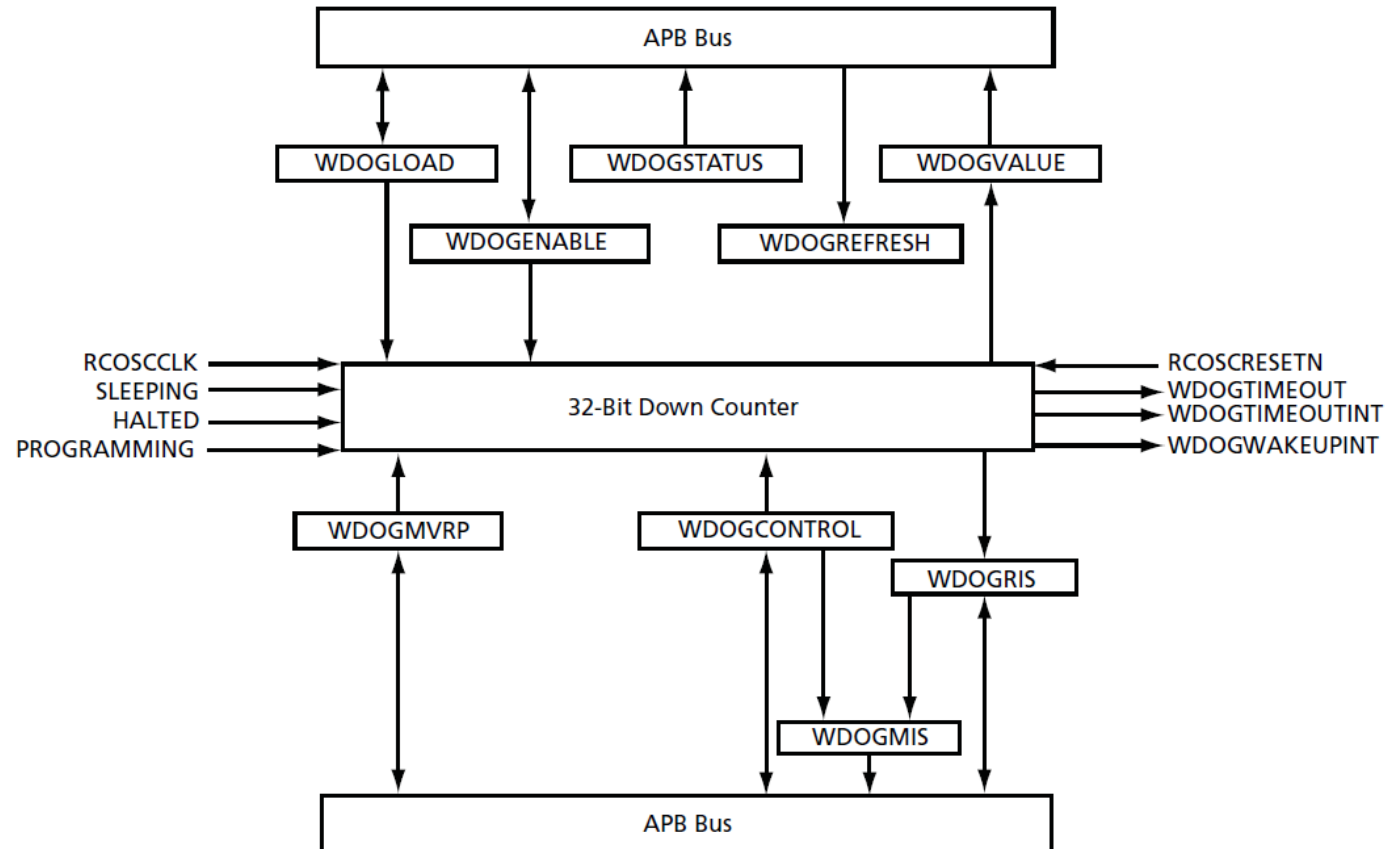 APB Bus
WDOGLOAD
WDOGSTATUS
WDOGVALUE
WDOGENABLE
WDOGREFRESH
RCOSCCLK
SLEEPING
HALTED
PROGRAMMING
32-Bit Down Counter
RCOSCRESETN
WDOGTIMEOUT
WDOGTIMEOUTINT
WDOGWAKEUPINT
WDOGMVRP
WDOGCONTROL
WDOGRIS
WDOGMIS
APB Bus